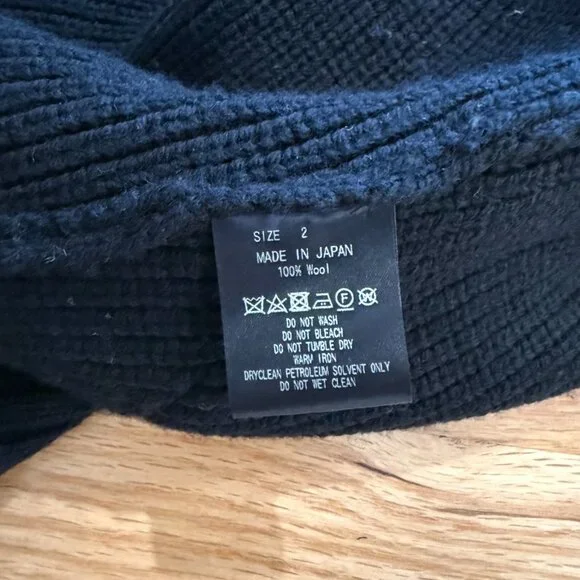 SIZE 2
MADE IN JAPAN
100% Wool
DO NOT WASH
DO NOT BLEACH
DO NOT TUMBLE DRY
WARM IRON
DRYCLEAN PETROLEUM SOLVENT ONLY
DO NOT WET CLEAN